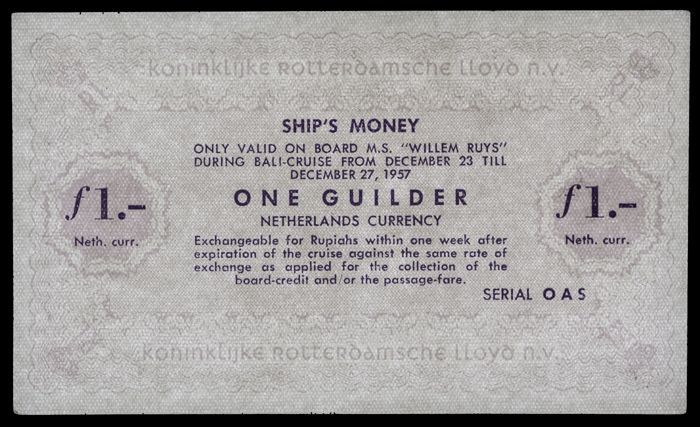 Koninklijke Rotterdamsche Lloyd n.v.
SHIP'S MONEY
ONLY VALID ON BOARD M.S. "WILLEM RUYS"
DURING BALI-CRUISE FROM DECEMBER 23 TILL
DECEMBER 27, 1957
ƒ 1.-
Neth. curr.
ONE GUILDER
NETHERLANDS CURRENCY
ƒ 1.-
Neth. curr.
Exchangeable for Rupiahs within one week after
expiration of the cruise against the same rate of
exchange as applied for the collection of the
board-credit and/or the passage-fare.
SERIAL OAS
Koninklijke Rotterdamsche Lloyd n.v.